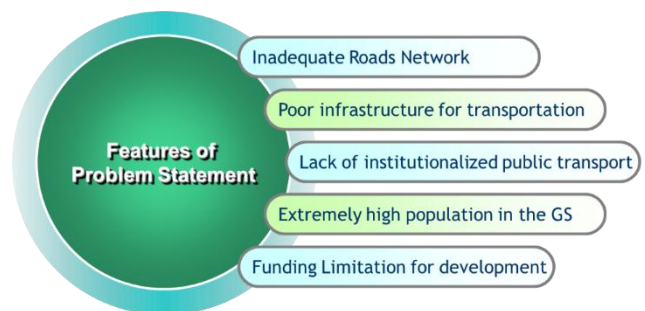 Features of
Problem Statement
Inadequate Roads Network
Poor infrastructure for transportation
Lack of institutionalized public transport
Extremely high population in the GS
Funding Limitation for development